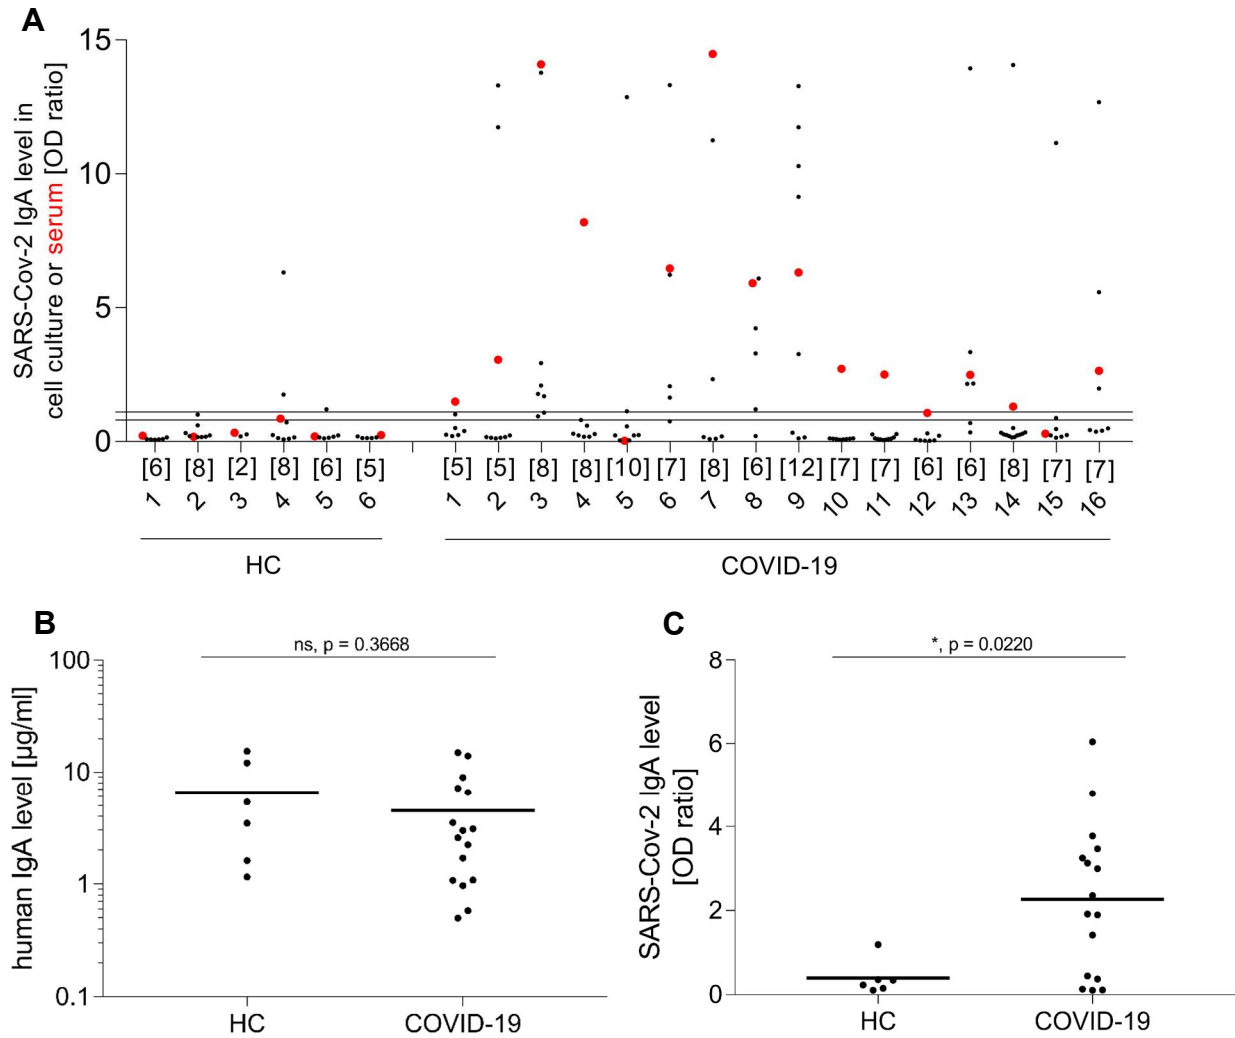 A
SARS-Cov-2 IgA level in
cell culture or serum [OD ratio]
15
10
5
0
[6] [8] [2] [8] [6] [5] [5] [5] [8] [8] [10] [7] [8] [6] [12] [7] [7] [6] [6] [8] [7] [7]
1 2 3 4 5 6 1 2 3 4 5 6 7 8 9 10 11 12 13 14 15 16
HC COVID-19
B
ns, p = 0.3668
human IgA level [µg/ml]
100
10
1
0.1
HC COVID-19
C
*, p = 0.0220
SARS-Cov-2 IgA level
[OD ratio]
8
6
4
2
0
HC COVID-19